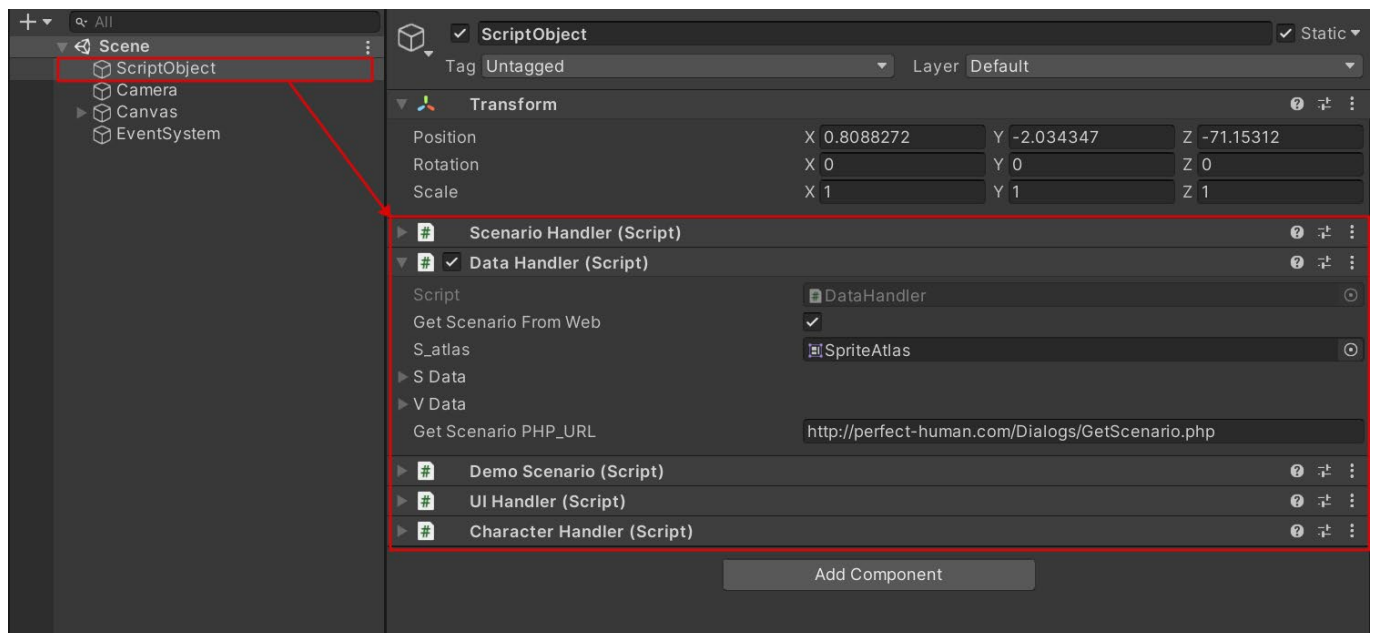 All
Scene
ScriptObject
Camera
Canvas
EventSystem
ScriptObject
Static
Tag Untagged Layer Default
Transform
Position X 0.8088272 Y -2.034347 Z -71.15312
Rotation X 0 Y 0 Z 0
Scale X 1 Y 1 Z 1
# Scenario Handler (Script)
# Data Handler (Script)
Script # DataHandler
Get Scenario From Web
S_atlas SpriteAtlas
S Data
V Data
Get Scenario PHP_URL http://perfect-human.com/Dialogs/GetScenario.php
# Demo Scenario (Script)
# UI Handler (Script)
# Character Handler (Script)
Add Component